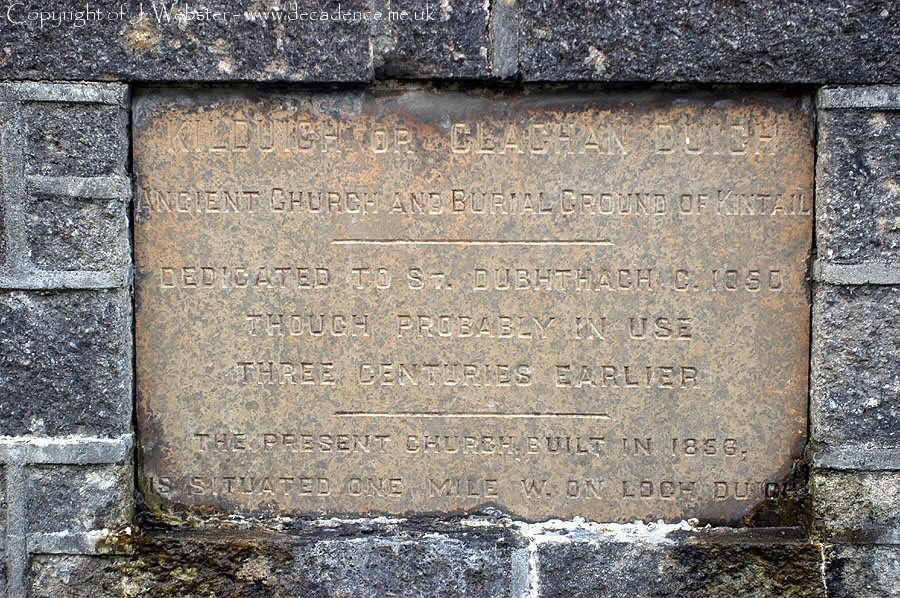 Copyright of J Webster - www.decadence.me.uk
KILDUICH OR CLACHAN DUICH
ANCIENT CHURCH AND BURIAL GROUND OF KINTAIL
DEDICATED TO ST. DUBHTHACH C. 1050
THOUGH PROBABLY IN USE
THREE CENTURIES EARLIER
THE PRESENT CHURCH, BUILT IN 1856,
IS SITUATED ONE MILE W. ON LOCH DUICH